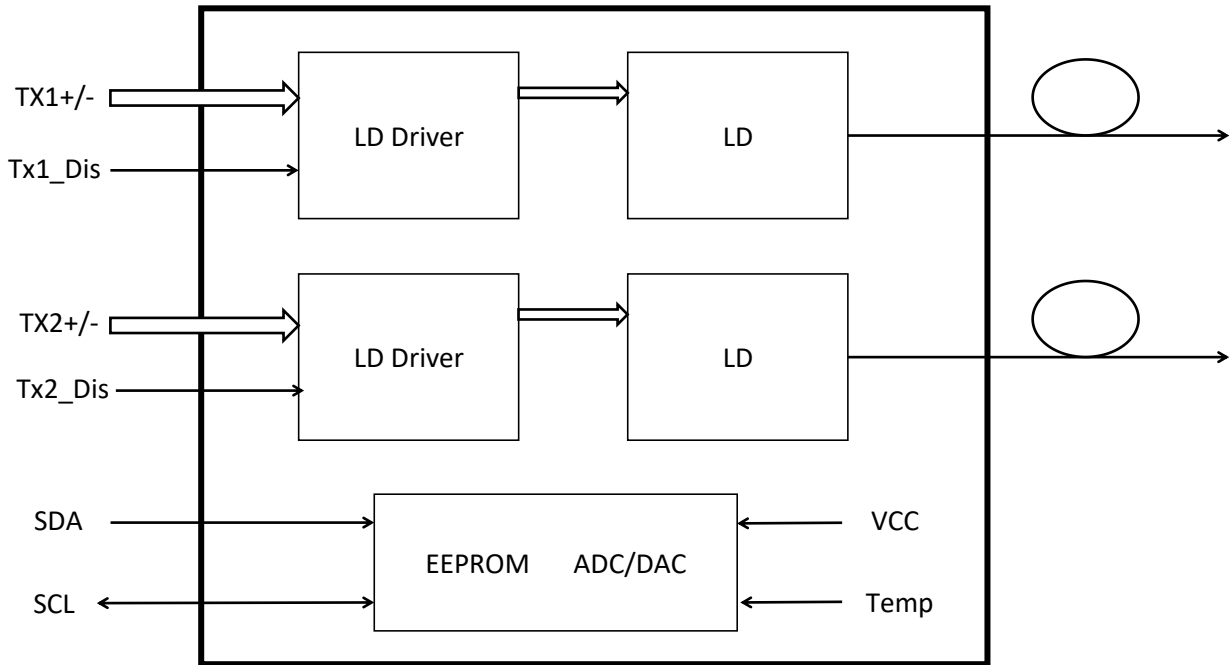 TX1+/-
LD Driver
LD
Tx1_Dis
TX2+/-
LD Driver
LD
Tx2_Dis
SDA
VCC
EEPROM ADC/DAC
SCL
Temp